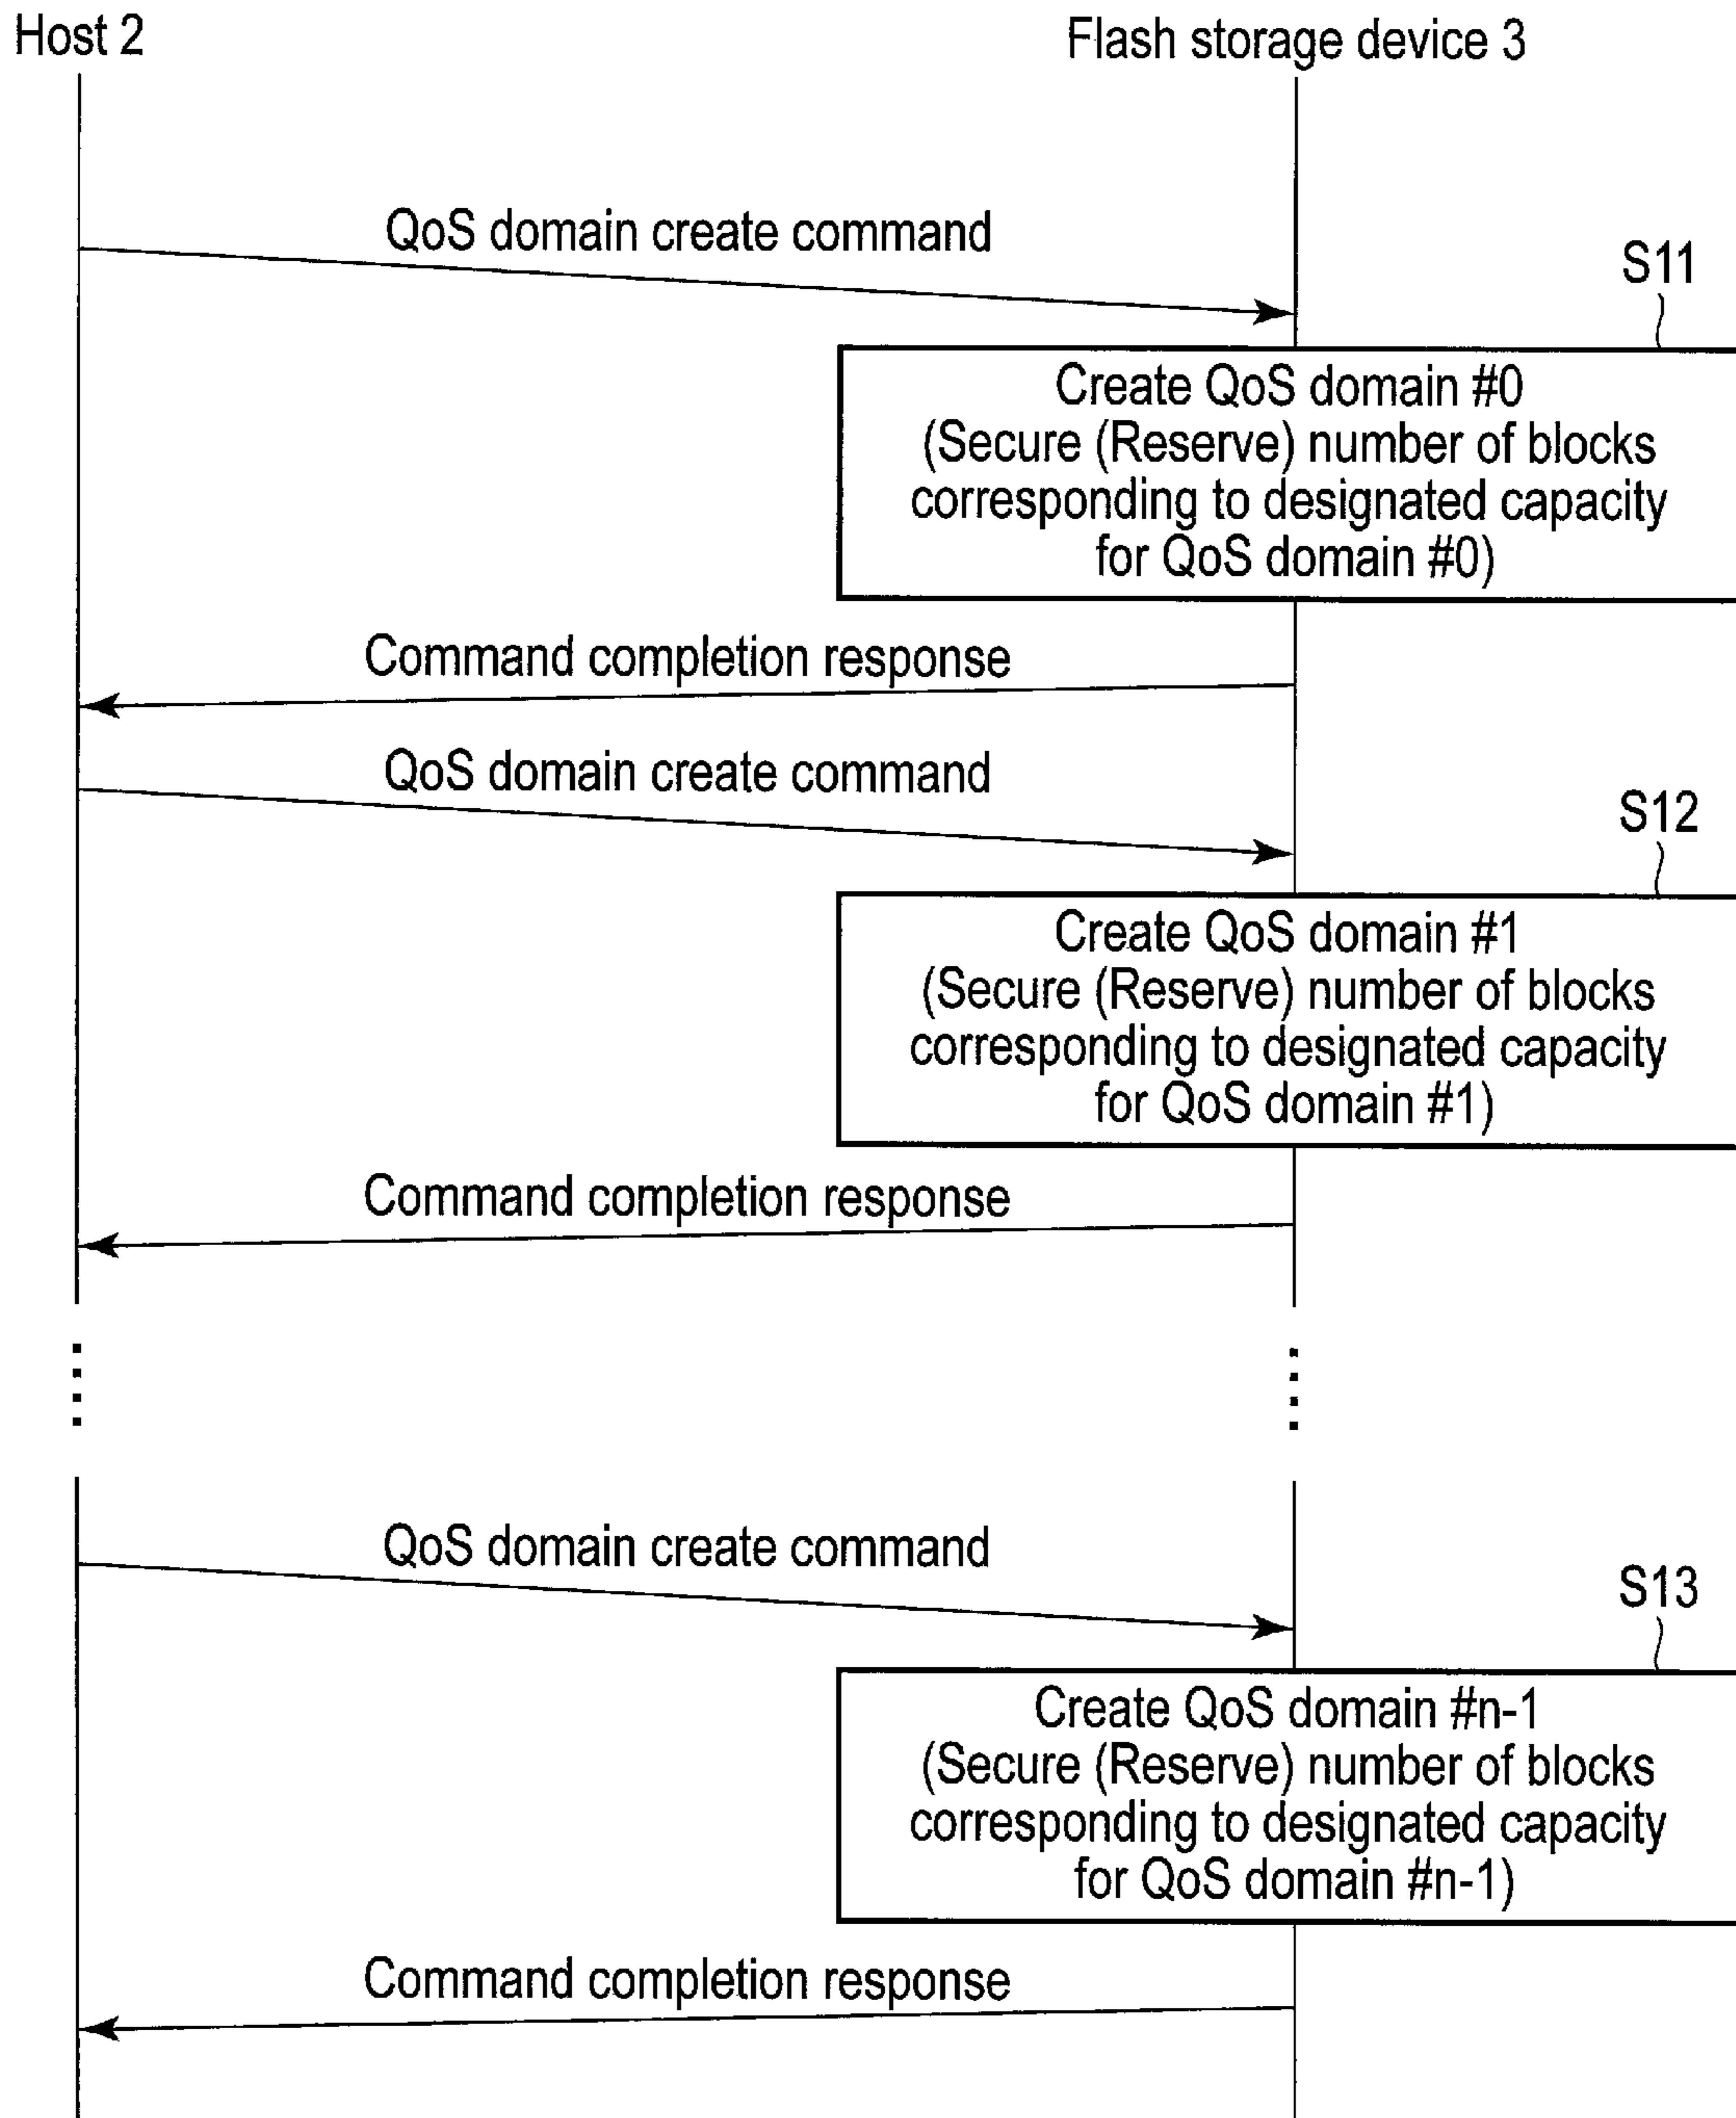 Host 2
Flash storage device 3
QoS domain create command
S11
Create QoS domain #0
(Secure (Reserve) number of blocks
corresponding to designated capacity
for QoS domain #0)
Command completion response
QoS domain create command
S12
Create QoS domain #1
(Secure (Reserve) number of blocks
corresponding to designated capacity
for QoS domain #1)
Command completion response
QoS domain create command
S13
Create QoS domain #n-1
(Secure (Reserve) number of blocks
corresponding to designated capacity
for QoS domain #n-1)
Command completion response